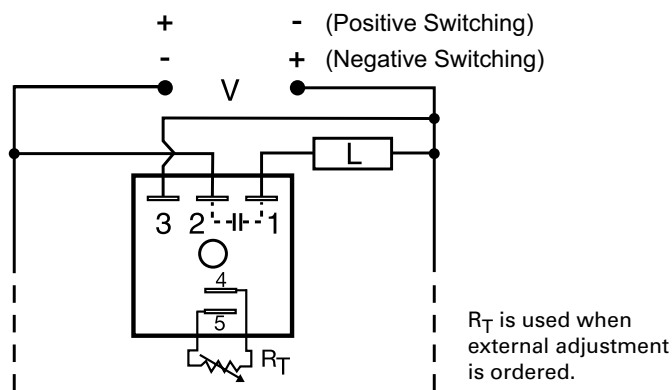 + - (Positive Switching)
- + (Negative Switching)
V
L
3 2 1
4
5
RT
RT is used when
external adjustment
is ordered.